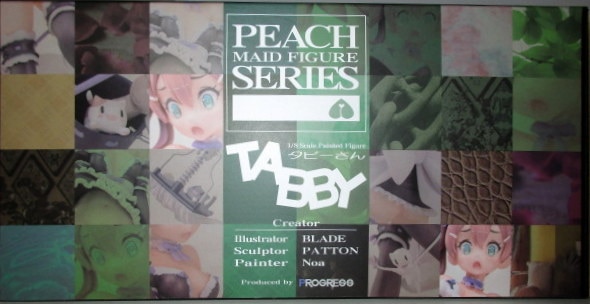 PEACH
MAID FIGURE
SERIES
1/8 Scale Painted Figure
タビーさん
TABBY
Creator
Illustrator BLADE
Sculptor PATTON
Painter Noa
Produced by PROGRESS